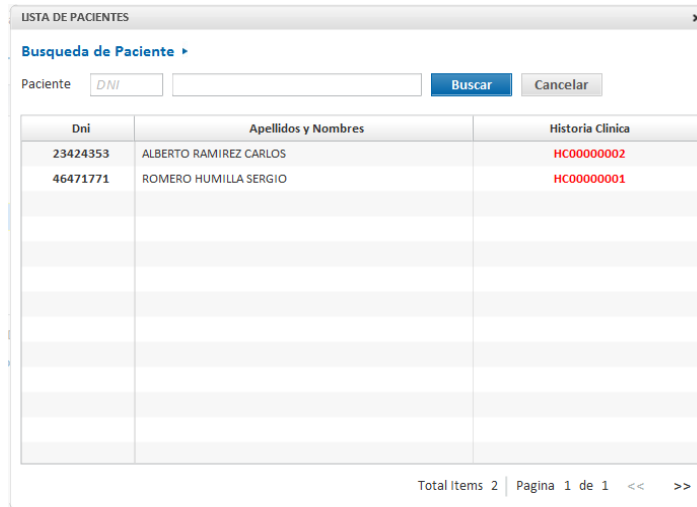 LISTA DE PACIENTES
Busqueda de Paciente
Paciente DNI Buscar Cancelar
Dni Apellidos y Nombres Historia Clinica
23424353 ALBERTO RAMIREZ CARLOS HC00000002
46471771 ROMERO HUMILLA SERGIO HC00000001
Total Items 2 Pagina 1 de 1 << >>